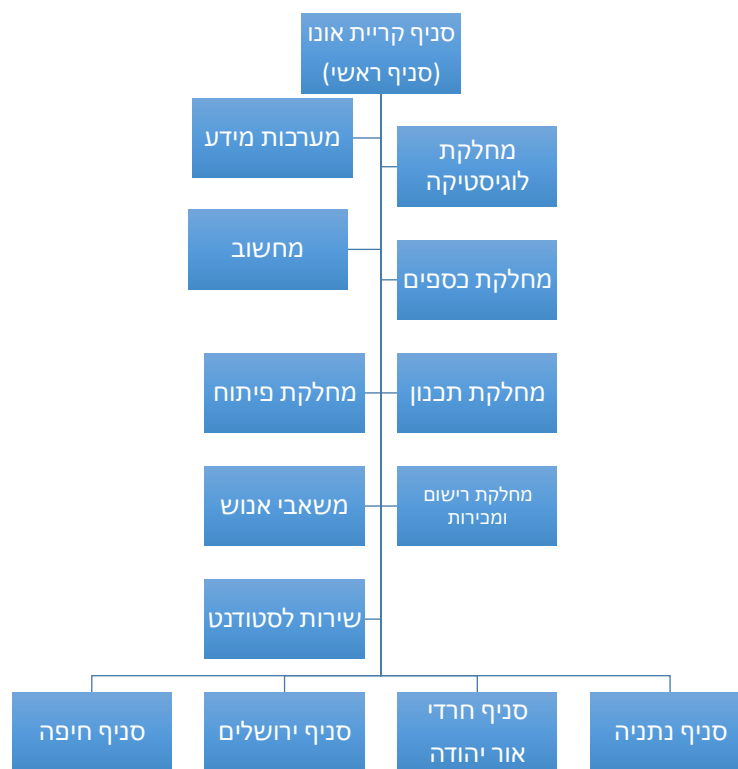 סניף קריית אונו
(סניף ראשי)
מערכות מידע
מחלקת
לוגיסטיקה
מחשוב
מחלקת כספים
מחלקת תכנון
מחלקת פיתוח
מחלקת רישום
ומכירות
משאבי אנוש
שירות לסטודנט
סניף נתניה
סניף חרדי
אור יהודה
סניף ירושלים
סניף חיפה